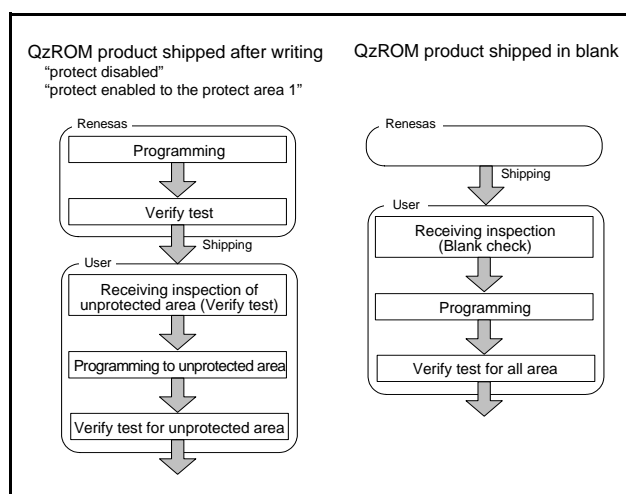 QzROM product shipped after writing
“protect disabled”
“protect enabled to the protect area 1”
Renesas
Programming
Verify test
Shipping
User
Receiving inspection of
unprotected area (Verify test)
Programming to unprotected area
Verify test for unprotected area
QzROM product shipped in blank
Renesas
Shipping
User
Receiving inspection
(Blank check)
Programming
Verify test for all area